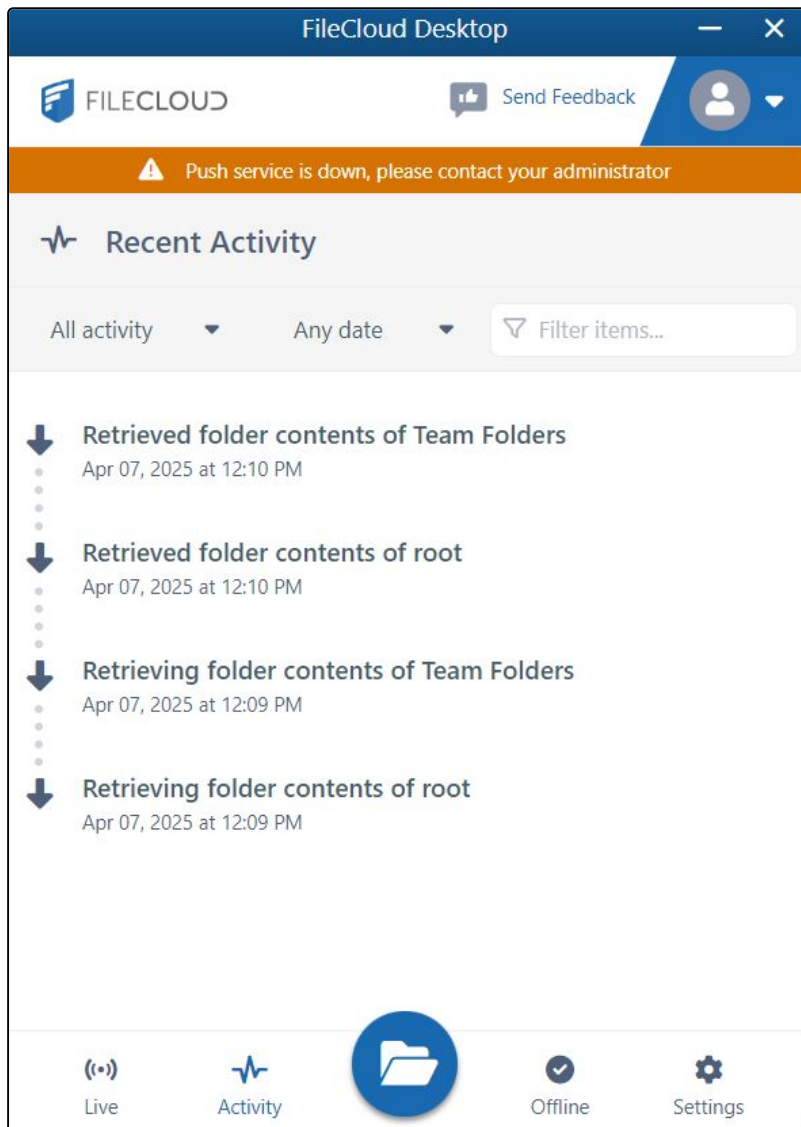 FileCloud Desktop
FILECLOUD
Send Feedback
Push service is down, please contact your administrator
Recent Activity
All activity
Any date
Filter items...
Retrieved folder contents of Team Folders
Apr 07, 2025 at 12:10 PM
Retrieved folder contents of root
Apr 07, 2025 at 12:10 PM
Retrieving folder contents of Team Folders
Apr 07, 2025 at 12:09 PM
Retrieving folder contents of root
Apr 07, 2025 at 12:09 PM
Live
Activity
Offline
Settings